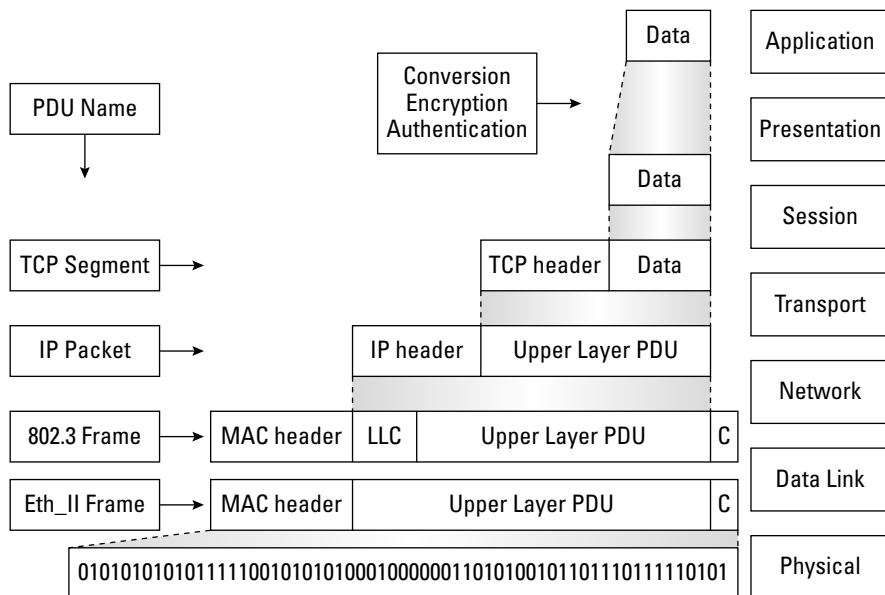 Data
Application
Conversion
Encryption
Authentication
PDU Name
Presentation
Data
Session
TCP Segment
TCP header
Data
Transport
IP Packet
IP header
Upper Layer PDU
Network
802.3 Frame
MAC header
LLC
Upper Layer PDU
C
Data Link
Eth_II Frame
MAC header
Upper Layer PDU
C
Physical
0101010101011111001010101000100000011010100101101110111110101